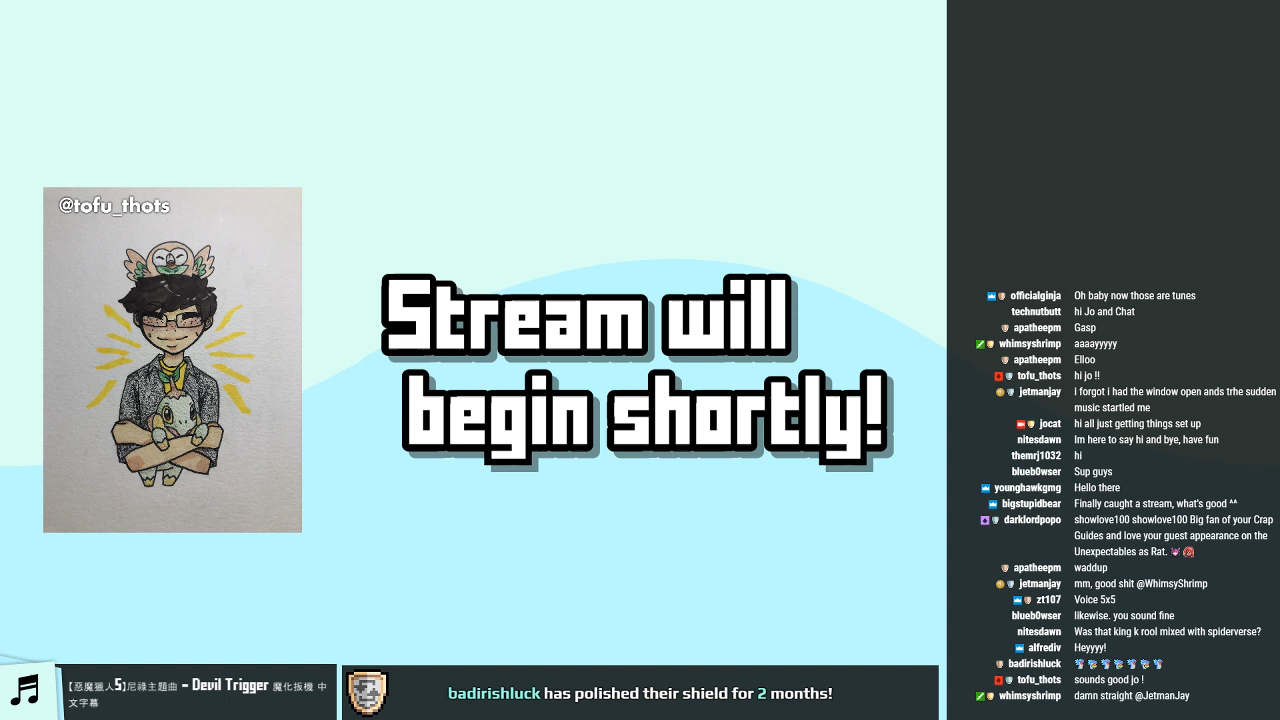 @tofu_thots
Stream will
begin shortly!
officialginja Oh baby now those are tunes
technutbutt hi Jo and Chat
apatheepm Gasp
whimsyshrimp aaaayyyyy
apatheepm Elloo
tofu_thots hi jo !!
jetmanjay i forgot i had the window open ands trhe sudden
music startled me
jocat hi all just getting things set up
nitesdawn Im here to say hi and bye, have fun
themrj1032 hi
blueb0wser Sup guys
younghawkgmg Hello there
bigstupidbear Finally caught a stream, what's good ^^
darklordpopo showlove100 showlove100 Big fan of your Crap
Guides and love your guest appearance on the
Unexpectables as Rat.
apatheepm waddup
jetmanjay mm, good shit @WhimsyShrimp
zt107 Voice 5x5
blueb0wser likewise. you sound fine
nitesdawn Was that king k rool mixed with spiderverse?
alfrediv Heyyyy!
badirishluck
tofu_thots sounds good jo !
whimsyshrimp damn straight @JetmanJay
【惡魔獵人5】尼祿主題曲 - Devil Trigger 魔化扳機 中
文字幕
badirishluck has polished their shield for 2 months!